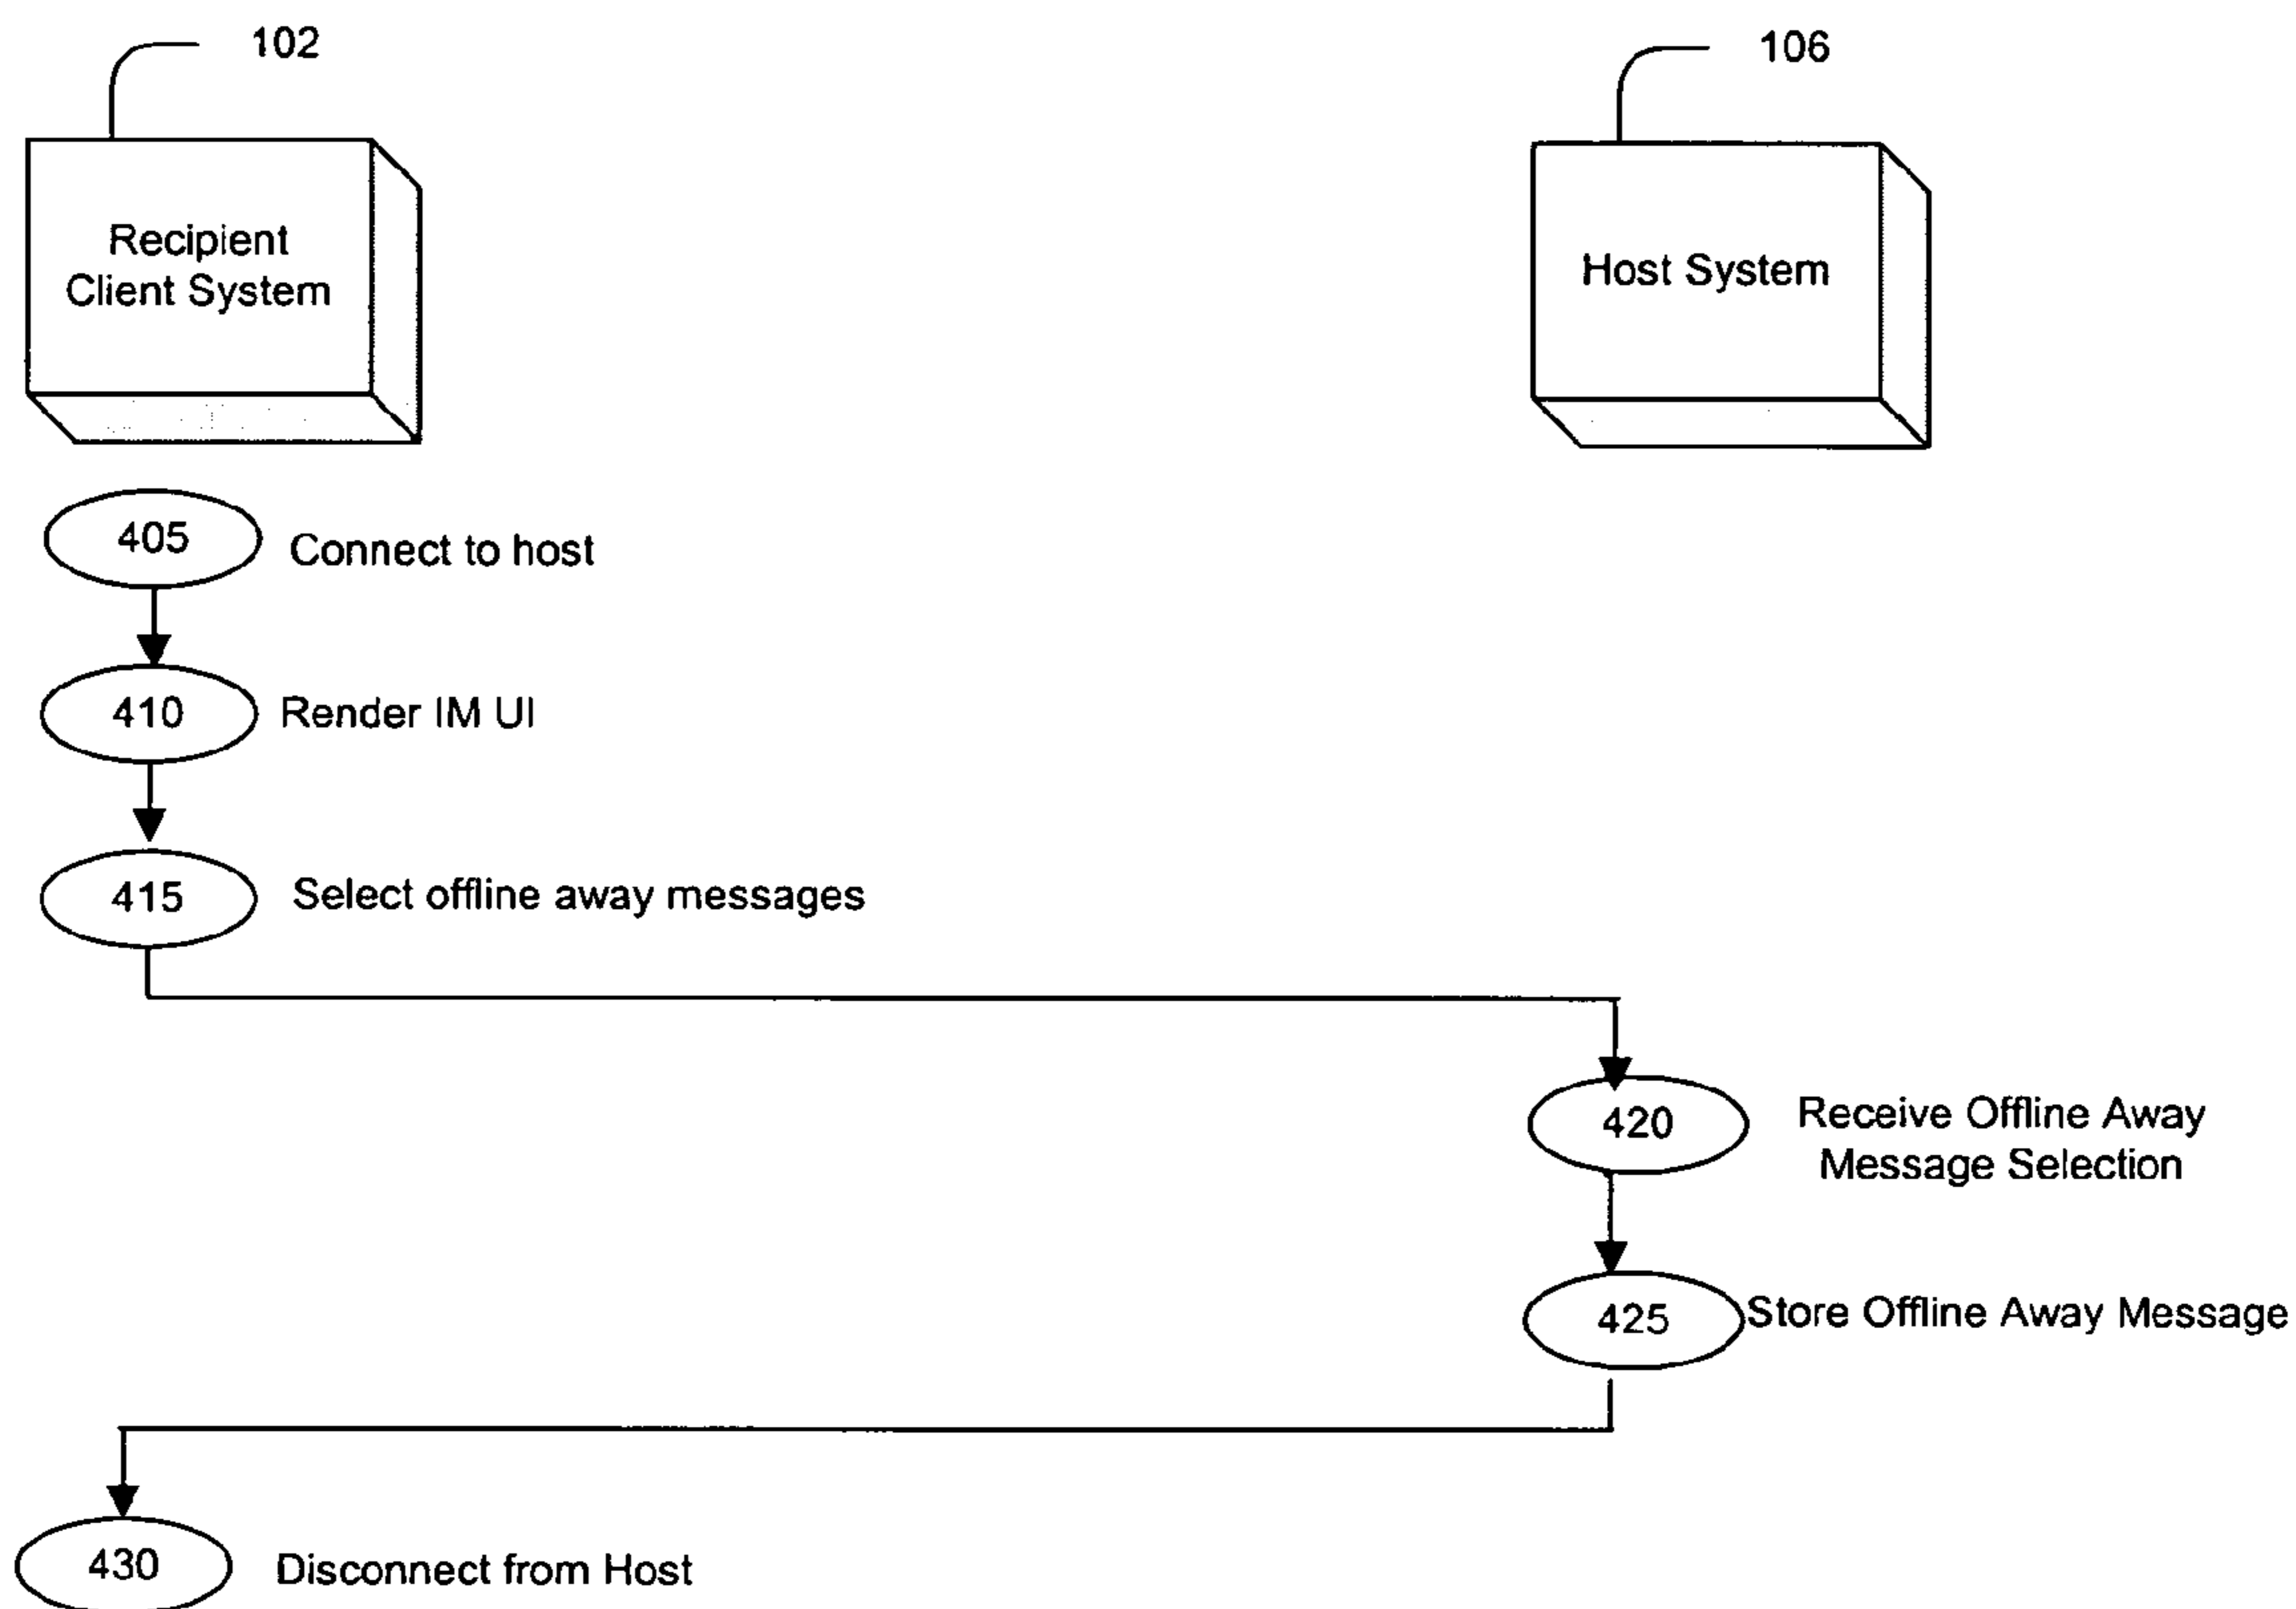 102
106
Recipient
Client System
Host System
405
Connect to host
410
Render IM UI
415
Select offline away messages
420
Receive Offline Away
Message Selection
425
Store Offline Away Message
430
Disconnect from Host